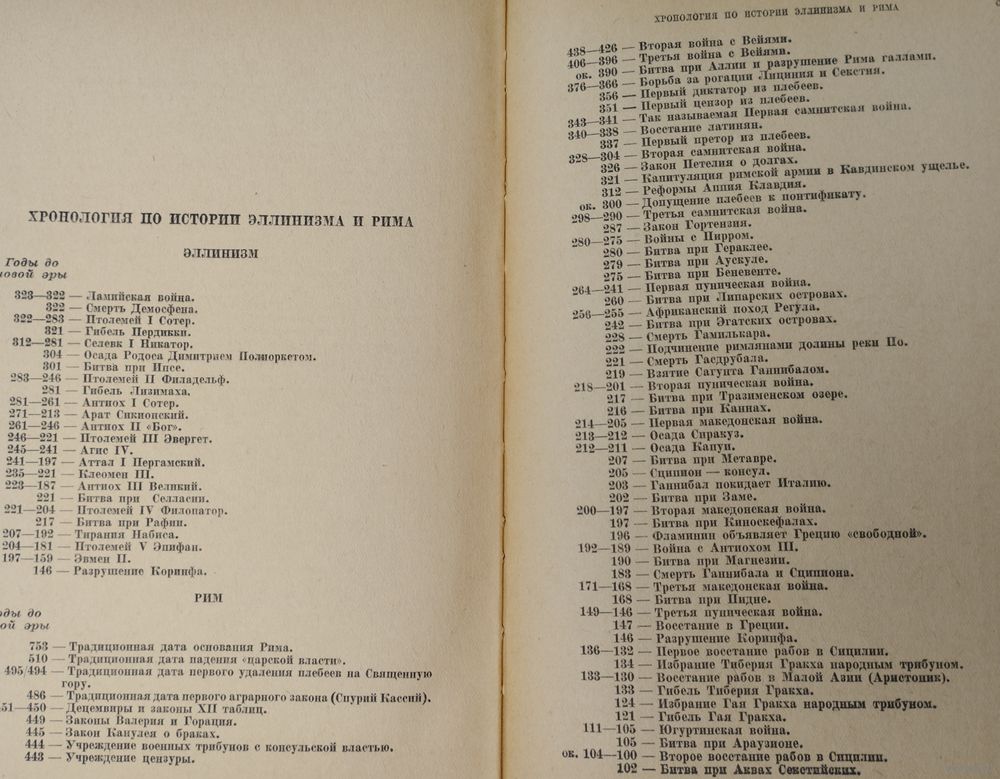 ХРОНОЛОГИЯ ПО ИСТОРИИ ЭЛЛИНИЗМА И РИМА
ЭЛЛИНИЗМ
Годы до
новой эры
323—322 — Ламийская война.
322 — Смерть Демосфена.
322—283 — Птолемей I Сотер.
321 — Гибель Пердикки.
312—281 — Селевк I Никатор.
304 — Осада Родоса Димитрием Полиоркетом.
301 — Битва при Ипсе.
283—246 — Птолемей II Филадельф.
281 — Гибель Лизимаха.
281—261 — Антиох I Сотер.
271—213 — Арат Сикионский.
261—246 — Антиох II «Бог».
246—221 — Птолемей III Эвергет.
245—241 — Агис IV.
241—197 — Аттал I Пергамский.
235—221 — Клеомен III.
223—187 — Антиох III Великий.
221 — Битва при Селласии.
221—204 — Птолемей IV Филопатор.
217 — Битва при Рафии.
207—192 — Тирания Набиса.
204—181 — Птолемей V Эпифан.
197—159 — Эвмен II.
146 — Разрушение Коринфа.
РИМ
оды до
ой эры
753 — Традиционная дата основания Рима.
510 — Традиционная дата падения «царской власти».
495/494 — Традиционная дата первого удаления плебеев на Священную
гору.
486 — Традиционная дата первого аграрного закона (Спурий Кассий).
51—450 — Децемвиры и законы XII таблиц.
449 — Законы Валерия и Горация.
445 — Закон Канулея о браках.
444 — Учреждение военных трибунов с консульской властью.
443 — Учреждение цензуры.
ХРОНОЛОГИЯ ПО ИСТОРИИ ЭЛЛИНИЗМА И РИМА
438—426 — Вторая война с Вейями.
406—396 — Третья война с Вейями.
ок. 390 — Битва при Аллии и разрушение Рима галлами.
376—366 — Борьба за рогации Лициния и Секстия.
356 — Первый диктатор из плебеев.
351 — Первый цензор из плебеев.
343—341 — Так называемая Первая самнитская война.
340—338 — Восстание латинян.
337 — Первый претор из плебеев.
328—304 — Вторая самнитская война.
326 — Закон Петелия о долгах.
321 — Капитуляция римской армии в Кавдинском ущелье.
312 — Реформы Аппия Клавдия.
ок. 300 — Допущение плебеев к понтификату.
298—290 — Третья самнитская война.
287 — Закон Гортензия.
280—275 — Войны с Пирром.
280 — Битва при Гераклее.
279 — Битва при Аускуле.
275 — Битва при Беневенте.
264—241 — Первая пуническая война.
260 — Битва при Липарских островах.
256—255 — Африканский поход Регула.
242 — Битва при Эгатских островах.
228 — Смерть Гамилькара.
222 — Подчинение римлянами долины реки По.
221 — Смерть Гасдрубала.
219 — Взятие Сагунта Ганнибалом.
218—201 — Вторая пуническая война.
217 — Битва при Тразименском озере.
216 — Битва при Каннах.
214—205 — Первая македонская война.
213—212 — Осада Сиракуз.
212—211 — Осада Капуи.
207 — Битва при Метавре.
205 — Сципион — консул.
203 — Ганнибал покидает Италию.
202 — Битва при Заме.
200—197 — Вторая македонская война.
197 — Битва при Киноскефалах.
196 — Фламинин объявляет Грецию «свободной».
192—189 — Война с Антиохом III.
190 — Битва при Магнезии.
183 — Смерть Ганнибала и Сципиона.
171—168 — Третья македонская война.
168 — Битва при Пидне.
149—146 — Третья пуническая война.
147 — Восстание в Греции.
146 — Разрушение Коринфа.
136—132 — Первое восстание рабов в Сицилии.
134 — Избрание Тиберия Гракха народным трибуном.
133—130 — Восстание рабов в Малой Азии (Аристоник).
133 — Гибель Тиберия Гракха.
124 — Избрание Гая Гракха народным трибуном.
121 — Гибель Гая Гракха.
111—105 — Югуртинская война.
105 — Битва при Араузионе.
ок. 104—100 — Второе восстание рабов в Сицилии.
102 — Битва при Аквах Секстийских.